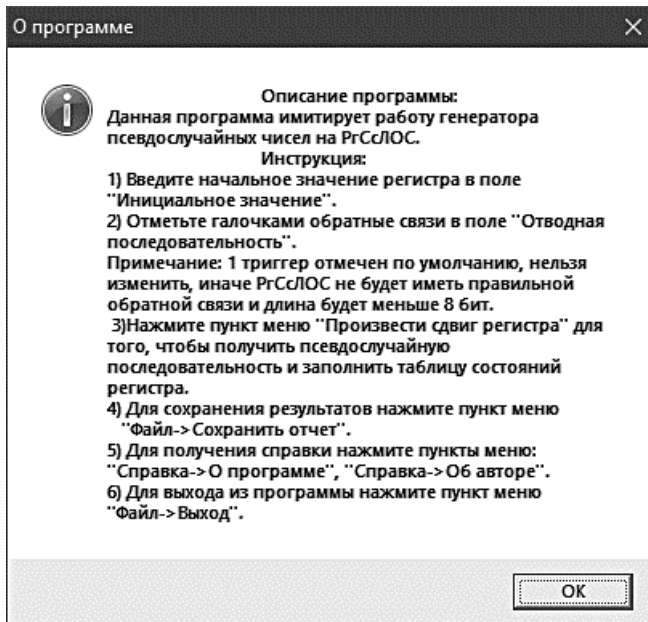 О программе
Описание программы:
Данная программа имитирует работу генератора
псевдослучайных чисел на РгСсЛОС.
Инструкция:
1) Введите начальное значение регистра в поле
"Инициальное значение".
2) Отметьте галочками обратные связи в поле "Отводная
последовательность".
Примечание: 1 триггер отмечен по умолчанию, нельзя
изменить, иначе РгСсЛОС не будет иметь правильной
обратной связи и длина будет меньше 8 бит.
3)Нажмите пункт меню "Произвести сдвиг регистра" для
того, чтобы получить псевдослучайную
последовательность и заполнить таблицу состояний
регистра.
4) Для сохранения результатов нажмите пункт меню
"Файл->Сохранить отчет".
5) Для получения справки нажмите пункты меню:
"Справка->О программе", "Справка->Об авторе".
6) Для выхода из программы нажмите пункт меню
"Файл->Выход".
ОК